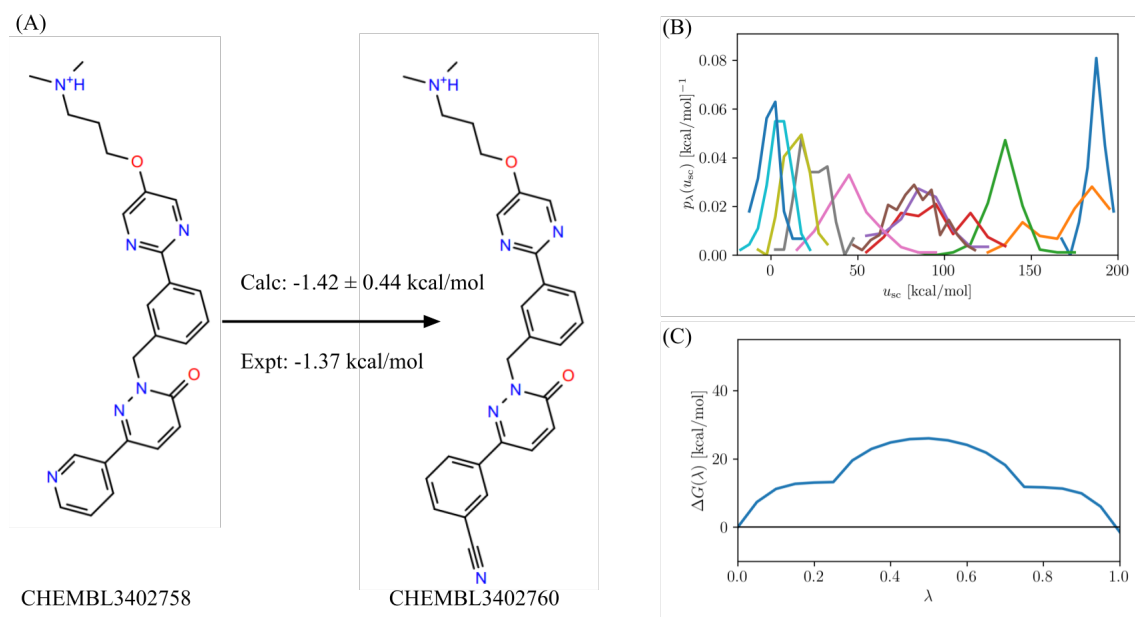 (A)
N⁺H
O
N
N
N
N
O
N
CHEMBL3402758
Calc: -1.42 ± 0.44 kcal/mol
Expt: -1.37 kcal/mol
N⁺H
O
N
N
N
N
O
N
CHEMBL3402760
(B)
p_λ(u_sc) [kcal/mol]⁻¹
0.08
0.06
0.04
0.02
0.00
0 50 100 150 200
u_sc [kcal/mol]
(C)
ΔG(λ) [kcal/mol]
40
20
0
0.0 0.2 0.4 0.6 0.8 1.0
λ